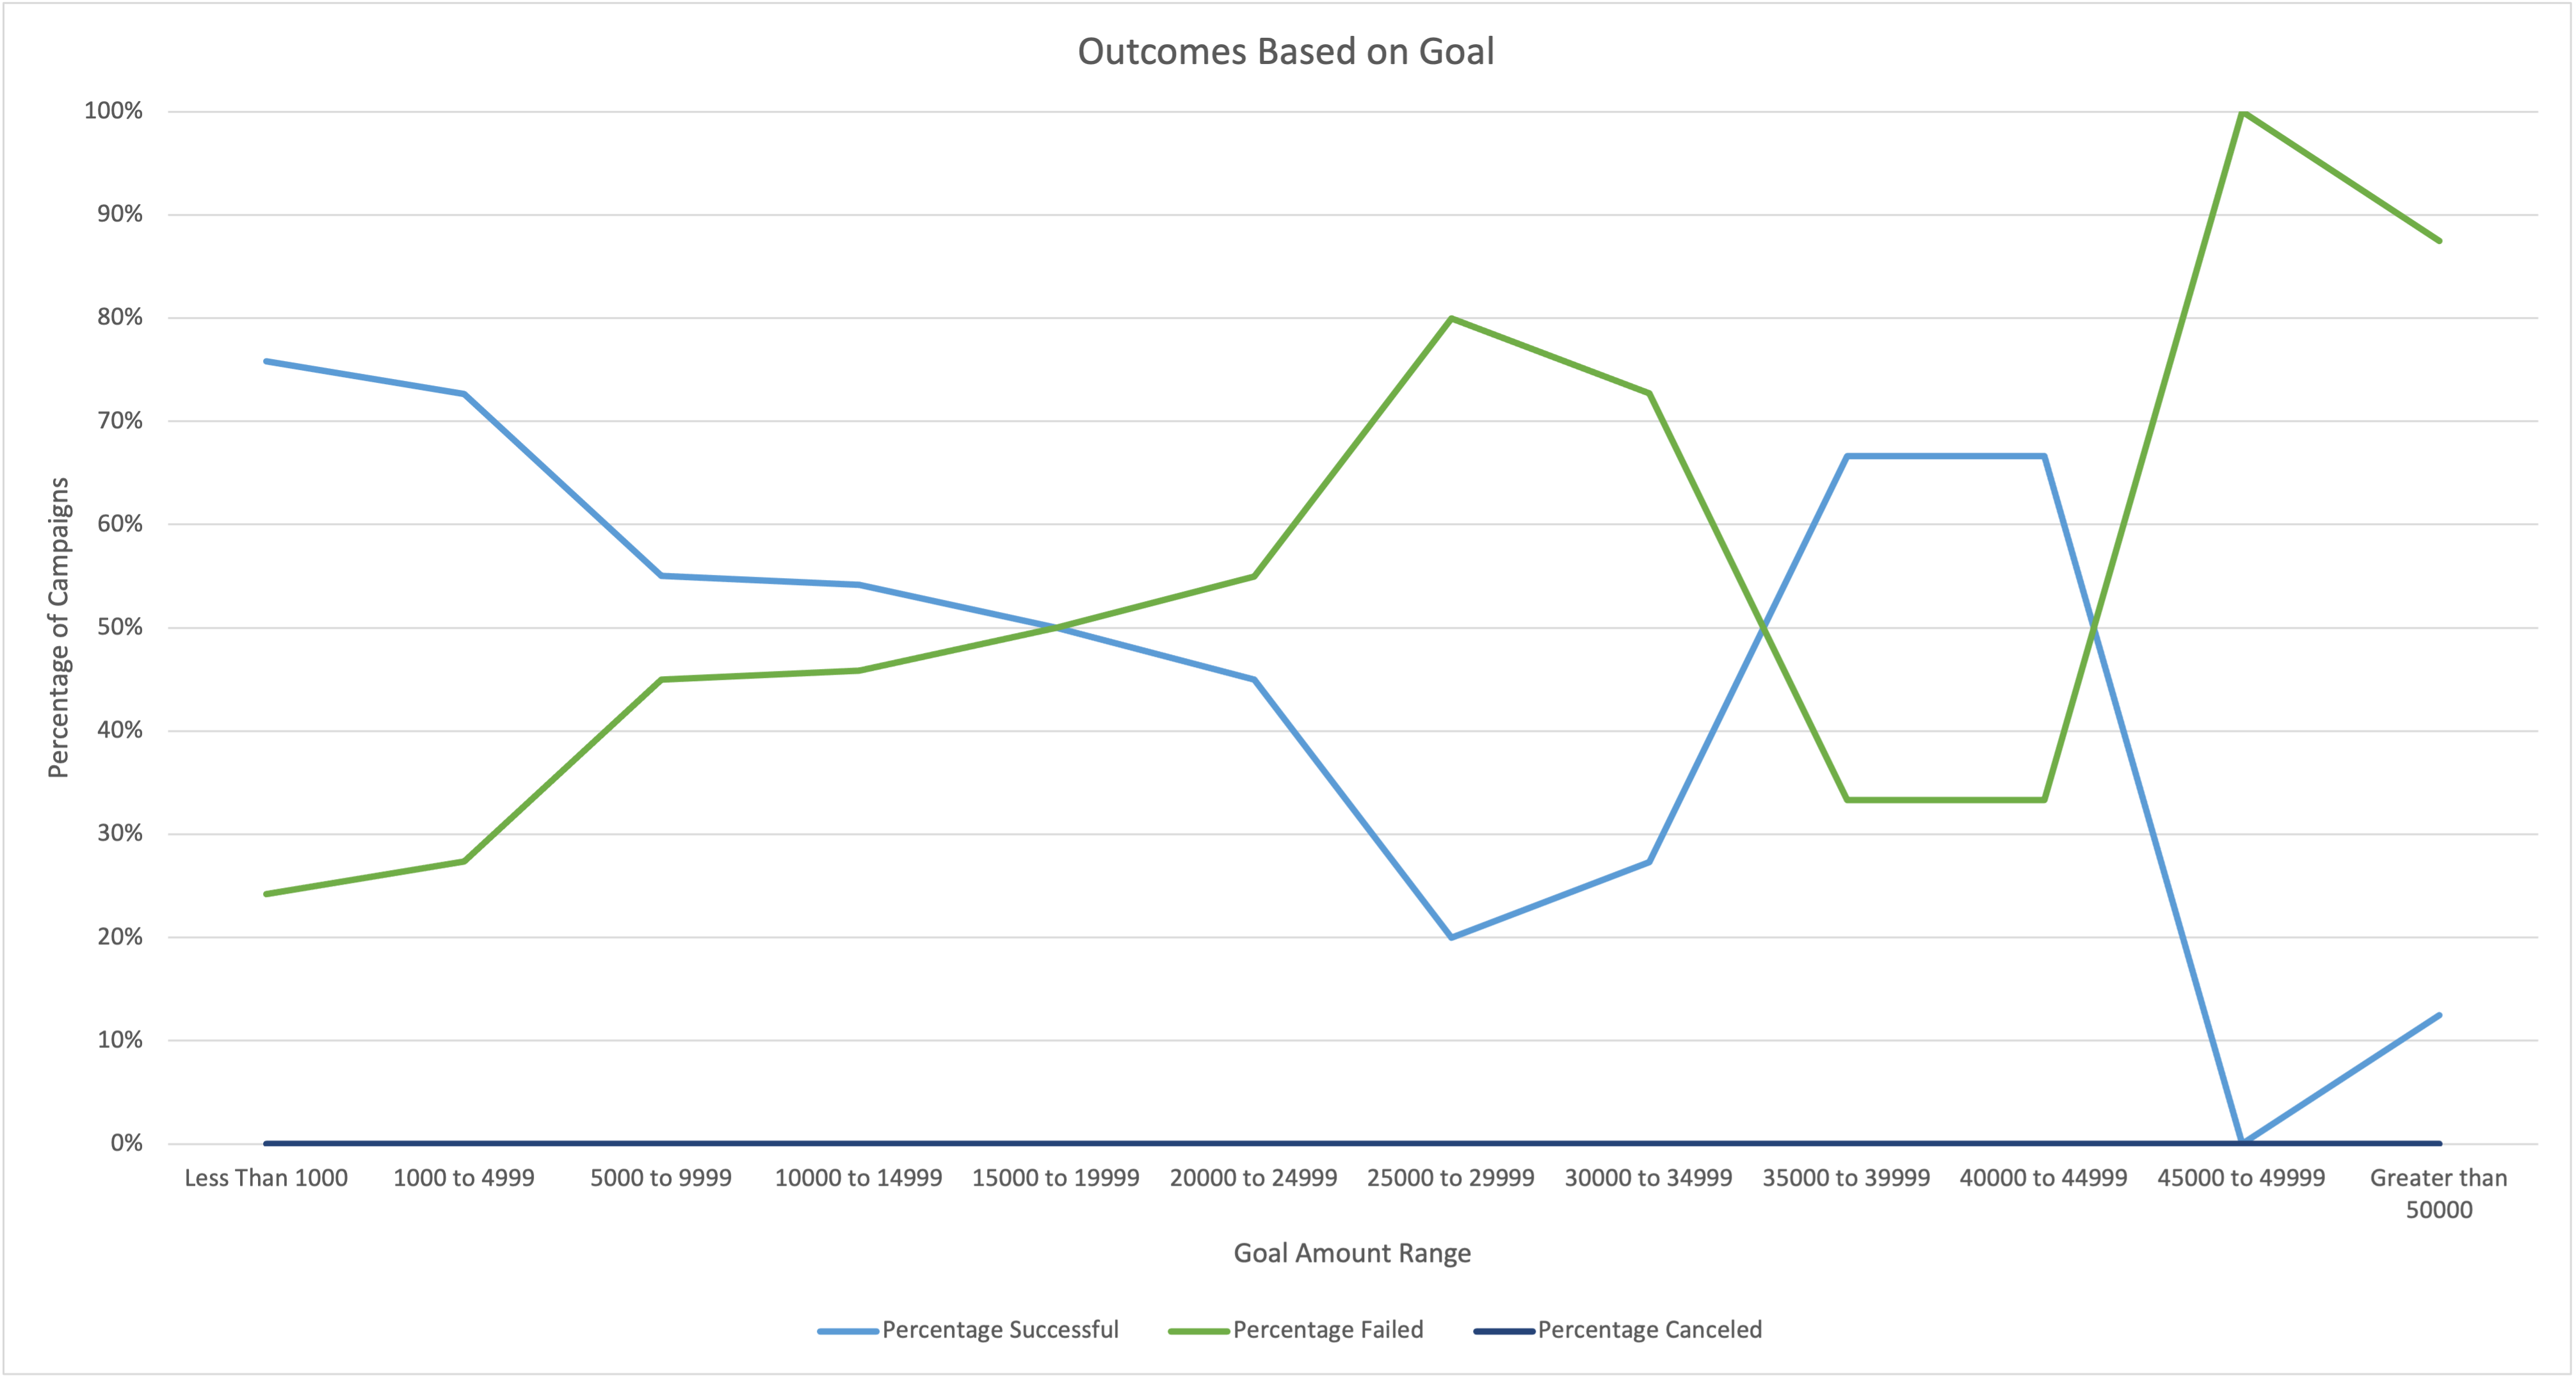 Outcomes Based on Goal
100%
90%
80%
70%
60%
50%
40%
30%
20%
10%
0%
Percentage of Campaigns
Less Than 1000
1000 to 4999
5000 to 9999
10000 to 14999
15000 to 19999
20000 to 24999
25000 to 29999
30000 to 34999
35000 to 39999
40000 to 44999
45000 to 49999
Greater than
50000
Goal Amount Range
Percentage Successful
Percentage Failed
Percentage Canceled